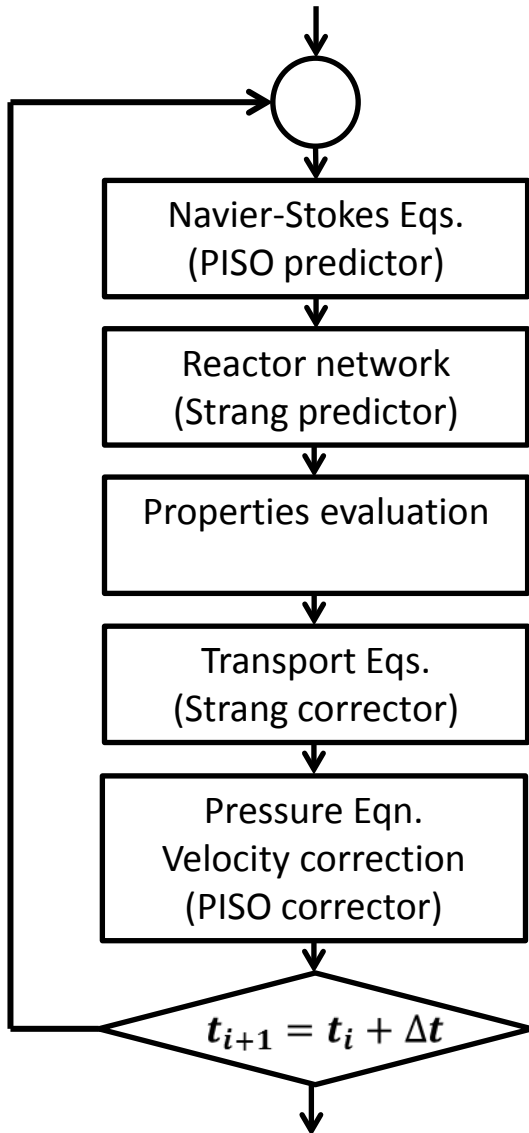 Navier-Stokes Eqs.
(PISO predictor)
Reactor network
(Strang predictor)
Properties evaluation
Transport Eqs.
(Strang corrector)
Pressure Eqn.
Velocity correction
(PISO corrector)
t_{i+1} = t_i + Δt